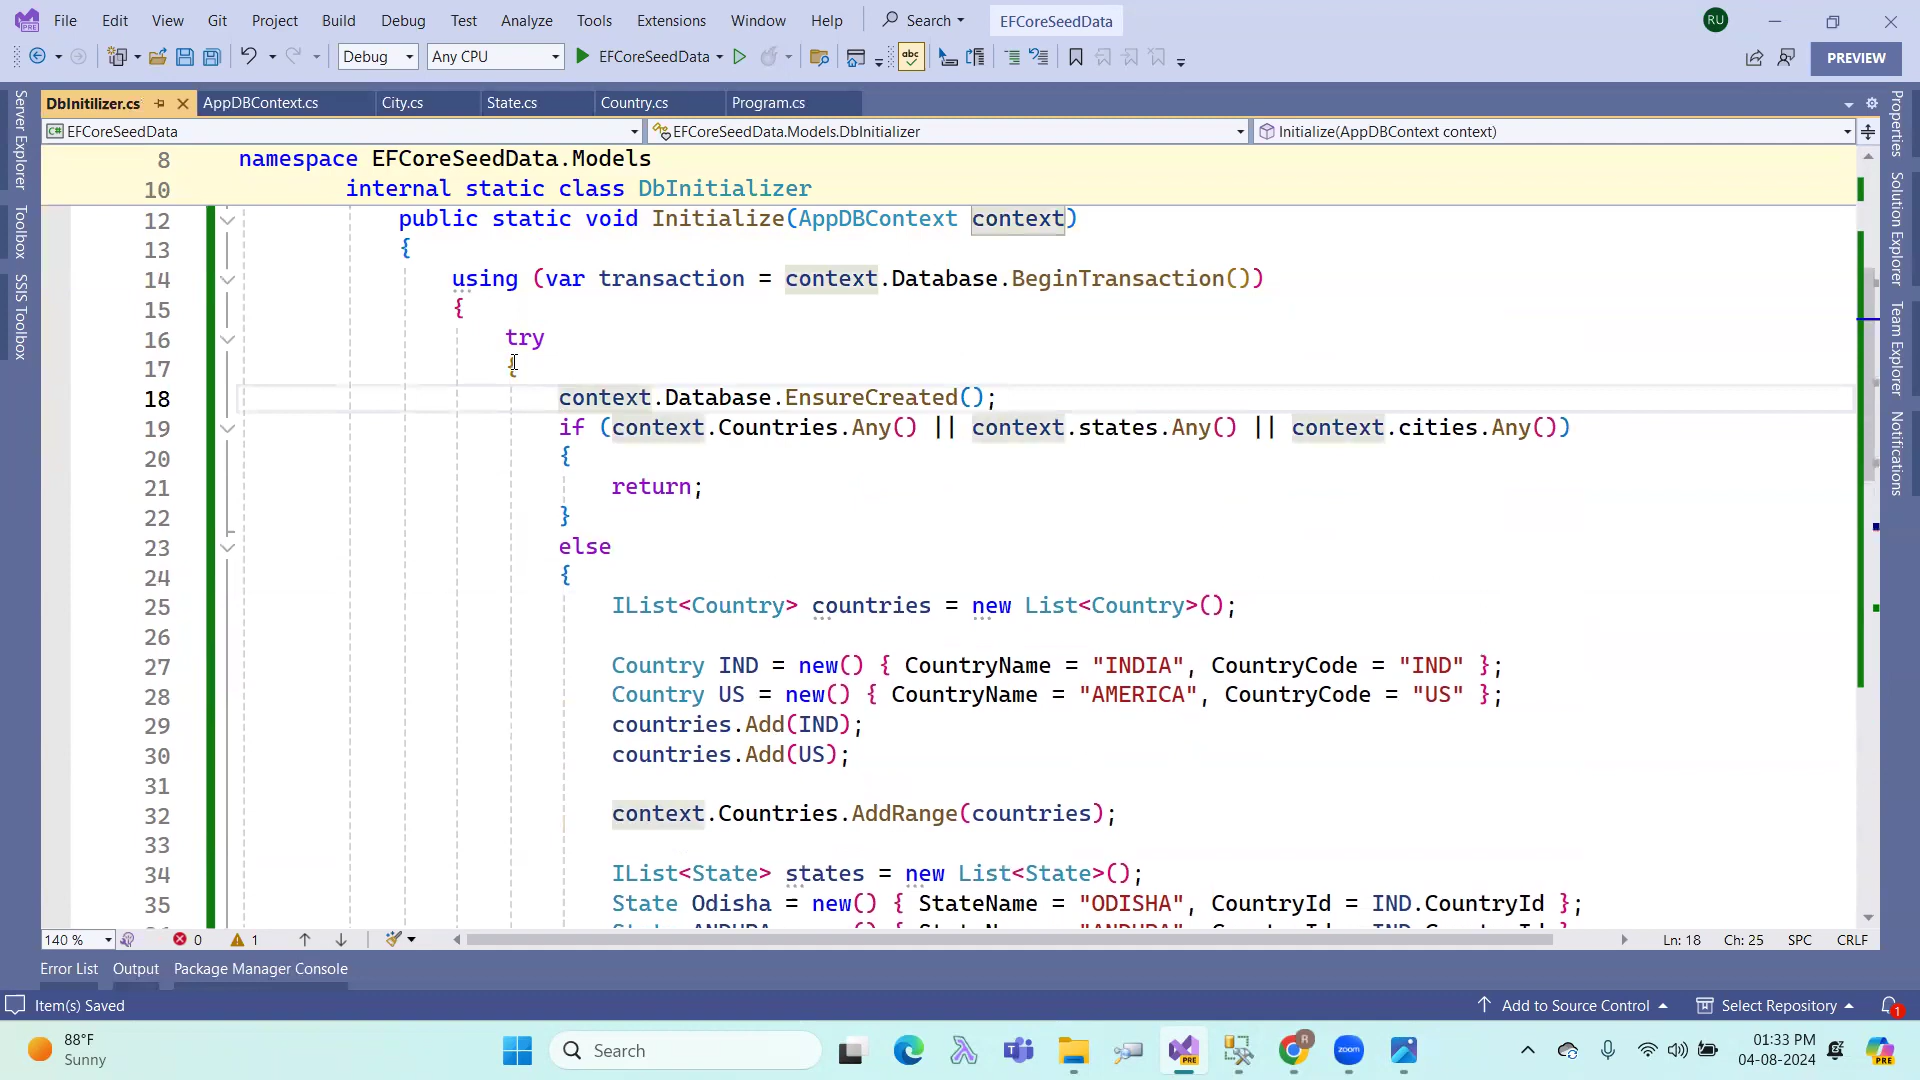 File Edit View Git Project Build Debug Test Analyze Tools Extensions Window Help Search EFCoreSeedData RU
Debug Any CPU EFCoreSeedData abc PREVIEW
DbInitilizer.cs AppDBContext.cs City.cs State.cs Country.cs Program.cs
C# EFCoreSeedData EFCoreSeedData.Models.DbInitializer Initialize(AppDBContext context)
Server Explorer
Toolbox
SSIS Toolbox
8 namespace EFCoreSeedData.Models
10 internal static class DbInitializer
12 public static void Initialize(AppDBContext context)
13 {
14 using (var transaction = context.Database.BeginTransaction())
15 {
16 try
17 {
18 context.Database.EnsureCreated();
19 if (context.Countries.Any() || context.states.Any() || context.cities.Any())
20 {
21 return;
22 }
23 else
24 {
25 IList<Country> countries = new List<Country>();
26
27 Country IND = new() { CountryName = "INDIA", CountryCode = "IND" };
28 Country US = new() { CountryName = "AMERICA", CountryCode = "US" };
29 countries.Add(IND);
30 countries.Add(US);
31
32 context.Countries.AddRange(countries);
33
34 IList<State> states = new List<State>();
35 State Odisha = new() { StateName = "ODISHA", CountryId = IND.CountryId };
Properties
Solution Explorer
Team Explorer
Notifications
140 % 0 1 Ln: 18 Ch: 25 SPC CRLF
Error List Output Package Manager Console
Item(s) Saved Add to Source Control Select Repository 1
88°F
Sunny
Search
zoom
R
PRE
01:33 PM
04-08-2024
PRE